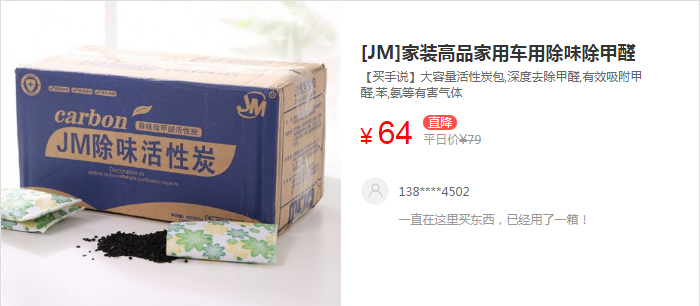 carbon
除味除甲醛活性炭
JM除味活性炭
Decoration in
JM
[JM]家装高品家用车用除味除甲醛
【买手说】大容量活性炭包,深度去除甲醛,有效吸附甲
醛,苯,氨等有害气体
¥ 64 直降
平日价¥79
138****4502
一直在这里买东西，已经用了一箱！